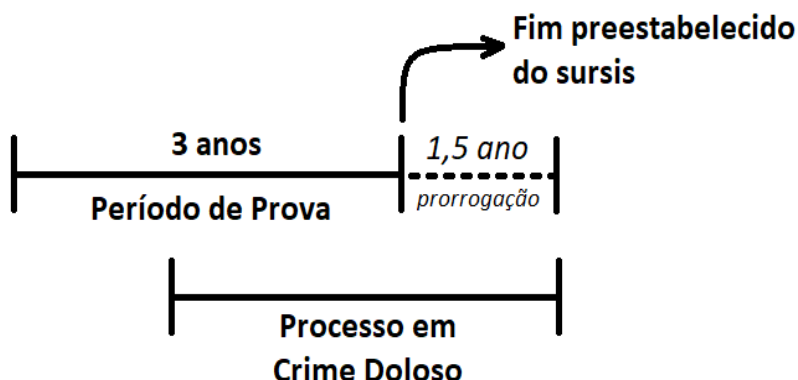 Fim preestabelecido
do sursis
3 anos
1,5 ano
Período de Prova
prorrogação
Processo em
Crime Doloso